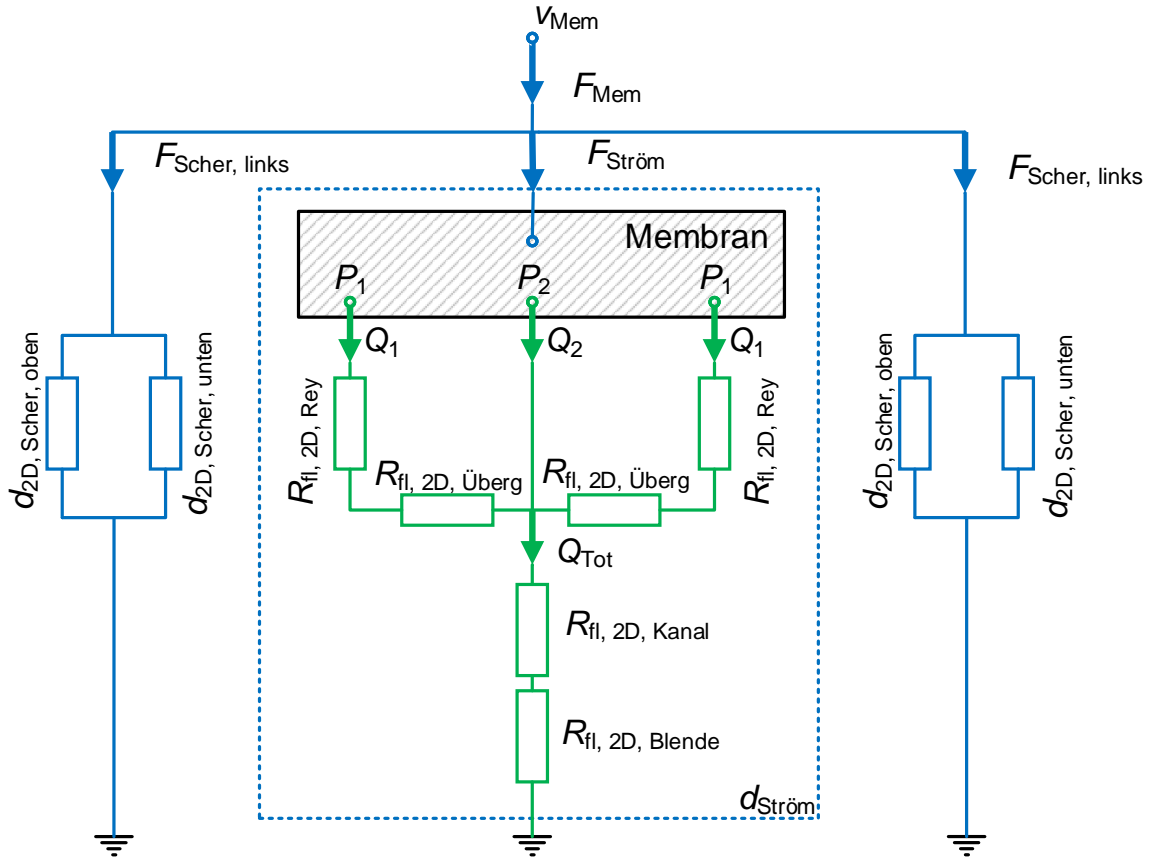 vMem
FMem
FScher, links
FStröm
FScher, links
Membran
P1
P2
P1
Q1
Q2
Q1
d2D, Scher, oben
d2D, Scher, unten
Rfl, 2D, Rey
Rfl, 2D, Überg
Rfl, 2D, Überg
Rfl, 2D, Rey
d2D, Scher, oben
d2D, Scher, unten
QTot
Rfl, 2D, Kanal
Rfl, 2D, Blende
dStröm